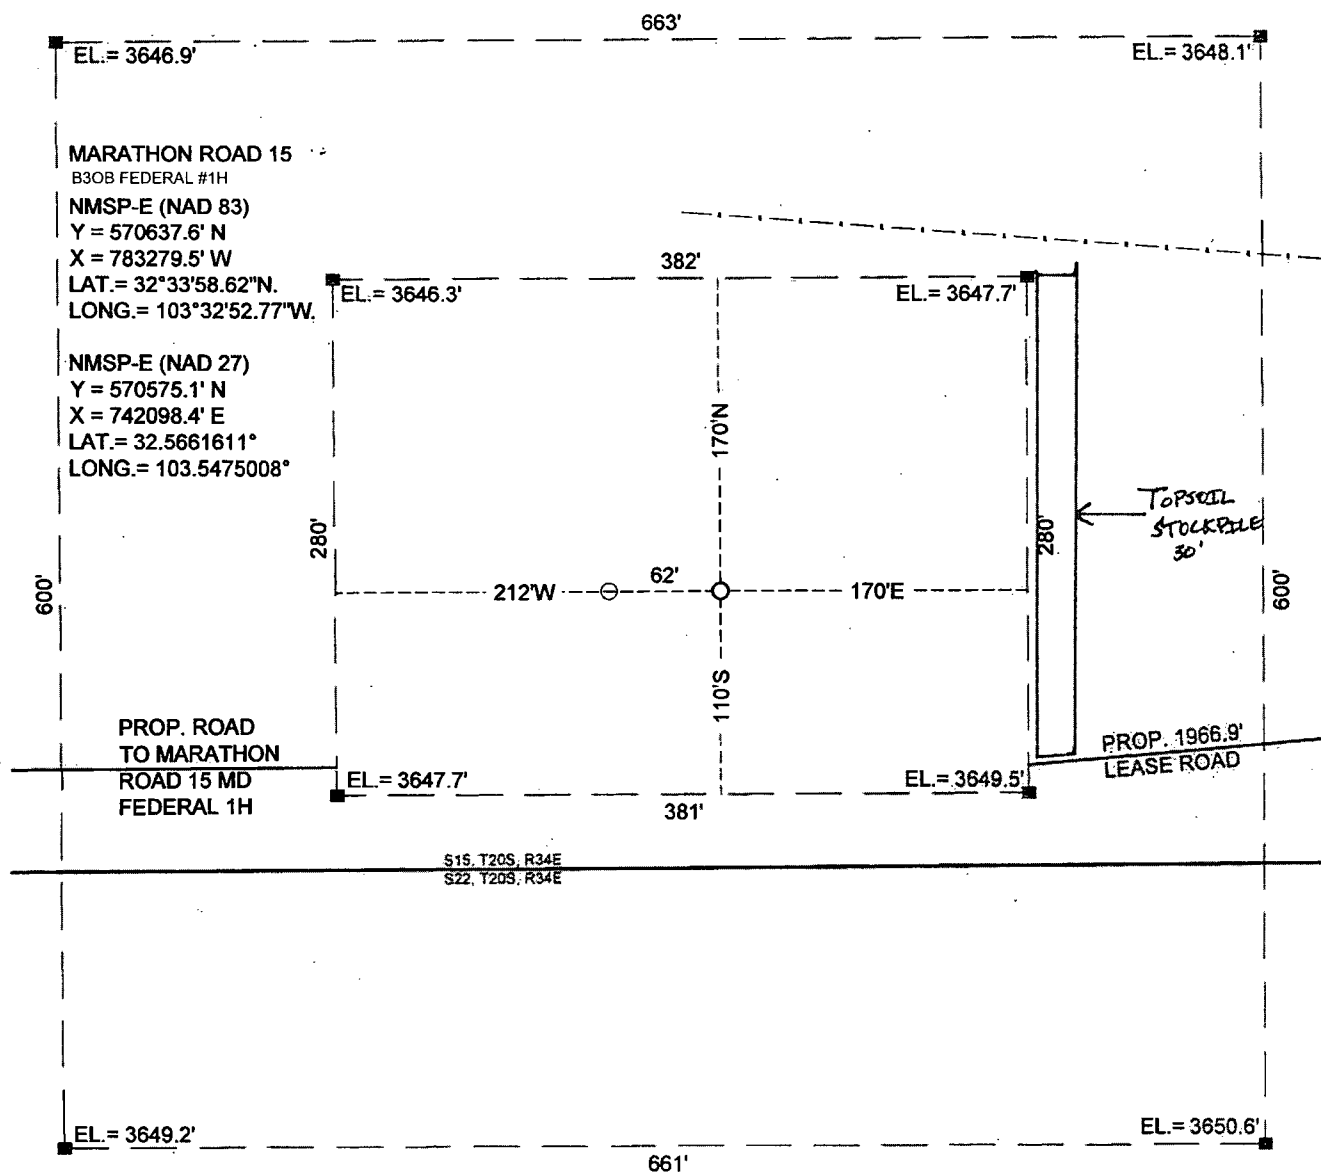 663'
EL.= 3646.9'
EL.= 3648.1'
MARATHON ROAD 15
B3OB FEDERAL #1H
NMSP-E (NAD 83)
Y = 570637.6' N
X = 783279.5' W
LAT.= 32°33'58.62"N.
LONG.= 103°32'52.77"W.
NMSP-E (NAD 27)
Y = 570575.1' N
X = 742098.4' E
LAT.= 32.5661611°
LONG.= 103.5475008°
382'
EL.= 3646.3'
EL.= 3647.7'
170'N
280'
280'
TOPSOIL
STOCKPILE
30'
600'
212'W
62'
170'E
600'
110'S
PROP. ROAD
TO MARATHON
ROAD 15 MD
FEDERAL 1H
PROP. 1966.9'
LEASE ROAD
EL.= 3647.7'
EL.= 3649.5'
381'
S15, T20S, R34E
S22, T20S, R34E
EL.= 3649.2'
EL.= 3650.6'
661'